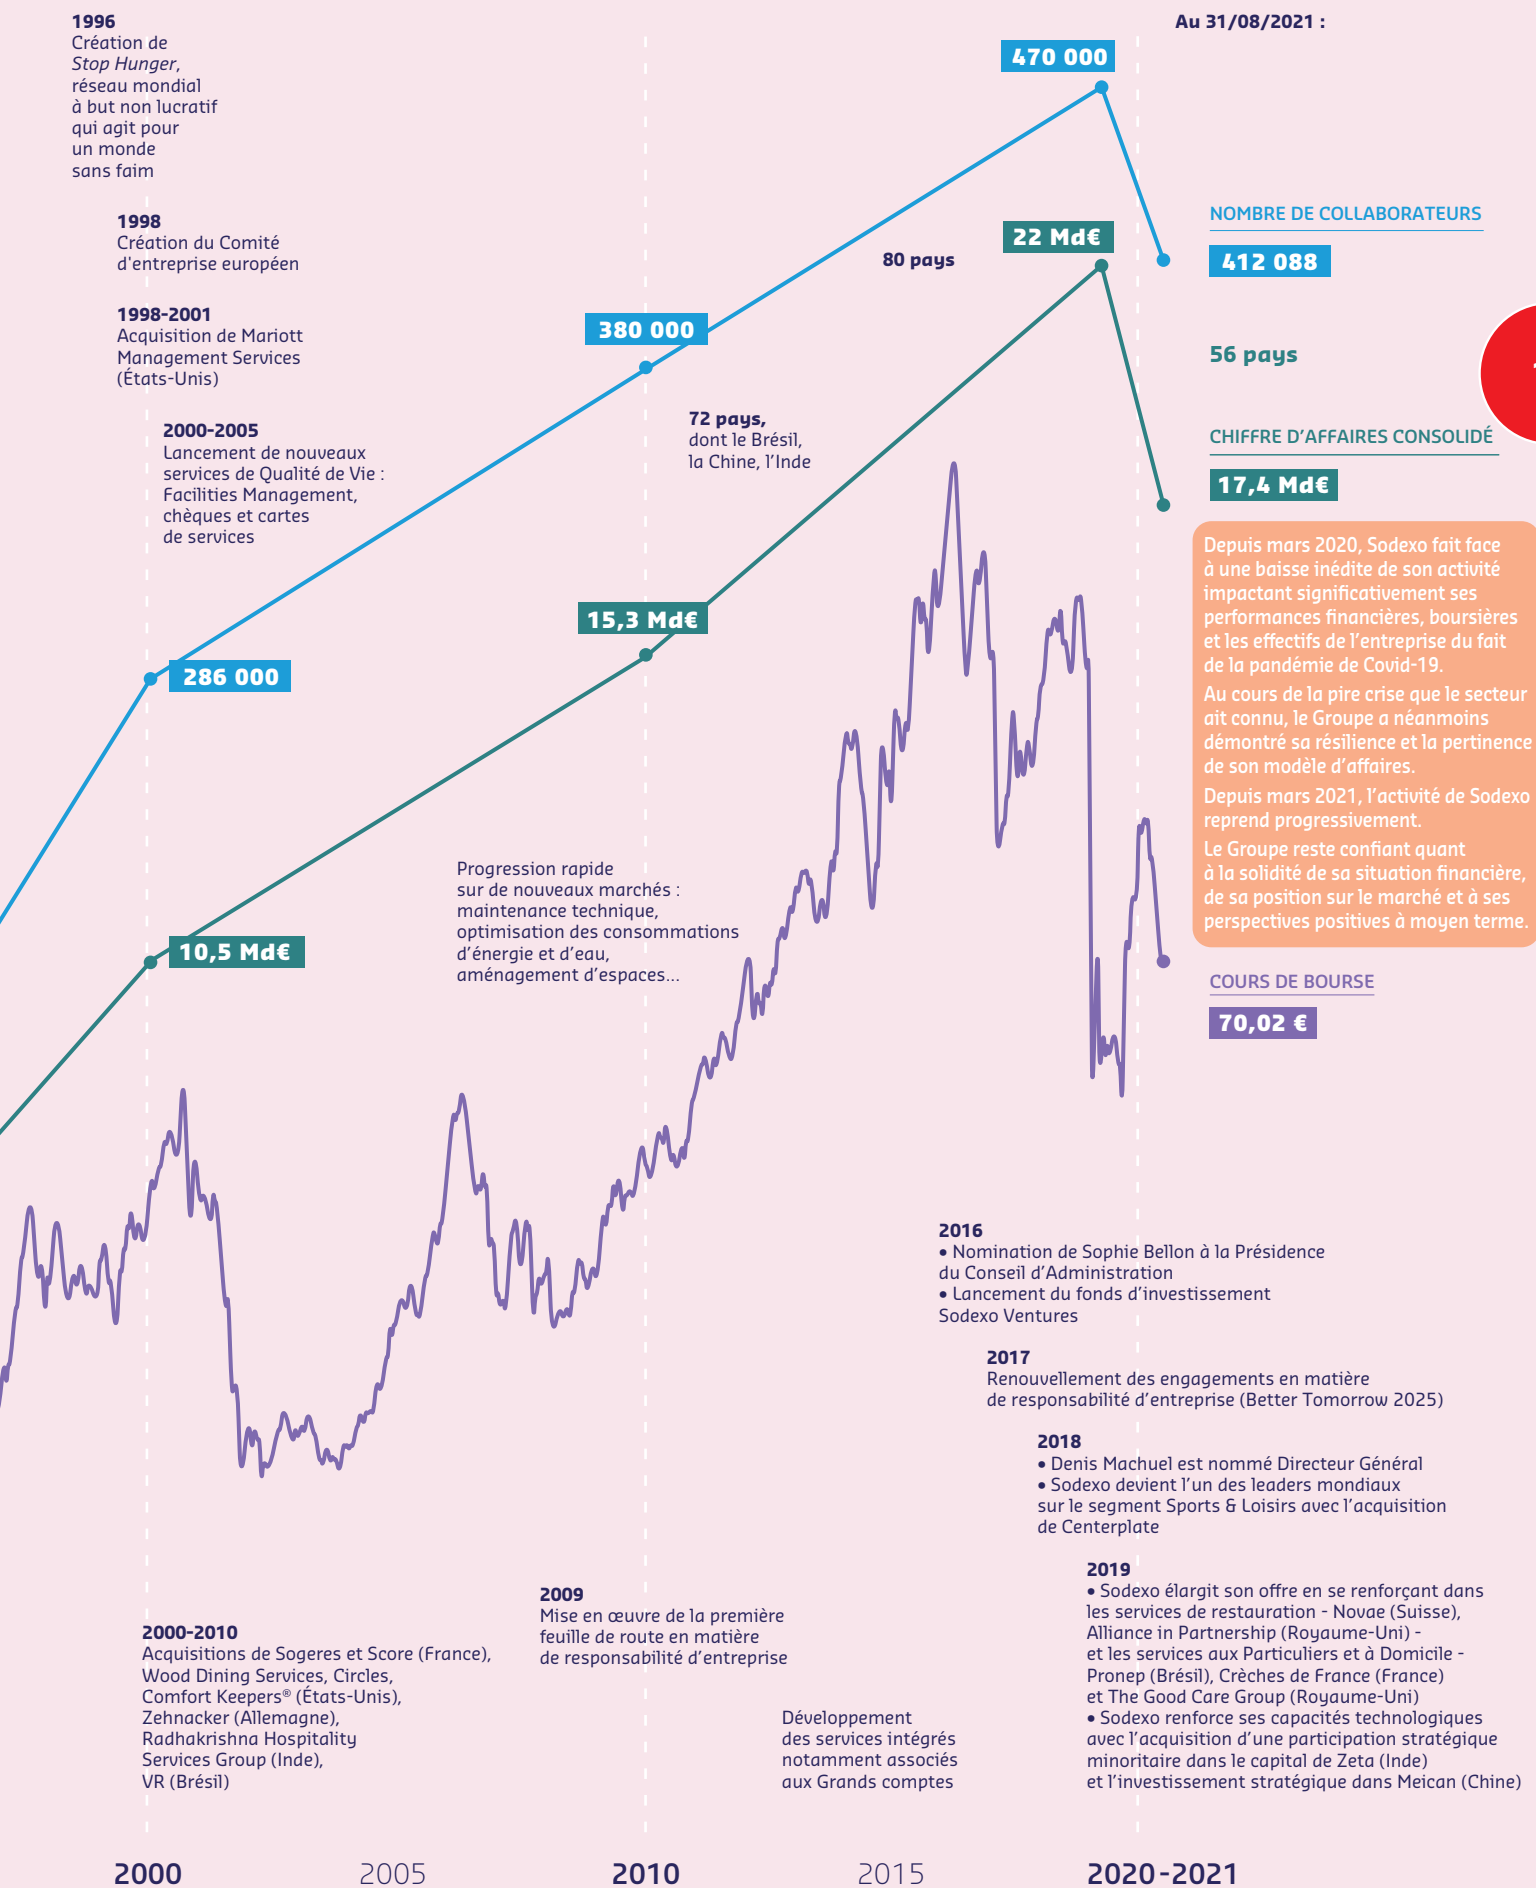 1996
Création de
Stop Hunger,
réseau mondial
à but non lucratif
qui agit pour
un monde
sans faim
1998
Création du Comité
d'entreprise européen
1998-2001
Acquisition de Mariott
Management Services
(États-Unis)
2000-2005
Lancement de nouveaux
services de Qualité de Vie :
Facilities Management,
chèques et cartes
de services
286 000
10,5 Md€
380 000
72 pays,
dont le Brésil,
la Chine, l’Inde
15,3 Md€
Progression rapide
sur de nouveaux marchés :
maintenance technique,
optimisation des consommations
d’énergie et d’eau,
aménagement d’espaces...
470 000
80 pays
22 Md€
Au 31/08/2021 :
NOMBRE DE COLLABORATEURS
412 088
56 pays
CHIFFRE D’AFFAIRES CONSOLIDÉ
17,4 Md€
Depuis mars 2020, Sodexo fait face
à une baisse inédite de son activité
impactant significativement ses
performances financières, boursières
et les effectifs de l’entreprise du fait
de la pandémie de Covid-19.
Au cours de la pire crise que le secteur
ait connu, le Groupe a néanmoins
démontré sa résilience et la pertinence
de son modèle d’affaires.
Depuis mars 2021, l’activité de Sodexo
reprend progressivement.
Le Groupe reste confiant quant
à la solidité de sa situation financière,
de sa position sur le marché et à ses
perspectives positives à moyen terme.
COURS DE BOURSE
70,02 €
2016
• Nomination de Sophie Bellon à la Présidence
du Conseil d’Administration
• Lancement du fonds d’investissement
Sodexo Ventures
2017
Renouvellement des engagements en matière
de responsabilité d’entreprise (Better Tomorrow 2025)
2018
• Denis Machuel est nommé Directeur Général
• Sodexo devient l’un des leaders mondiaux
sur le segment Sports & Loisirs avec l’acquisition
de Centerplate
2019
• Sodexo élargit son offre en se renforçant dans
les services de restauration - Novae (Suisse),
Alliance in Partnership (Royaume-Uni) -
et les services aux Particuliers et à Domicile -
Pronep (Brésil), Crèches de France (France)
et The Good Care Group (Royaume-Uni)
• Sodexo renforce ses capacités technologiques
avec l’acquisition d’une participation stratégique
minoritaire dans le capital de Zeta (Inde)
et l’investissement stratégique dans Meican (Chine)
2009
Mise en œuvre de la première
feuille de route en matière
de responsabilité d’entreprise
2000-2010
Acquisitions de Sogeres et Score (France),
Wood Dining Services, Circles,
Comfort Keepers® (États-Unis),
Zehnacker (Allemagne),
Radhakrishna Hospitality
Services Group (Inde),
VR (Brésil)
Développement
des services intégrés
notamment associés
aux Grands comptes
2000
2005
2010
2015
2020-2021